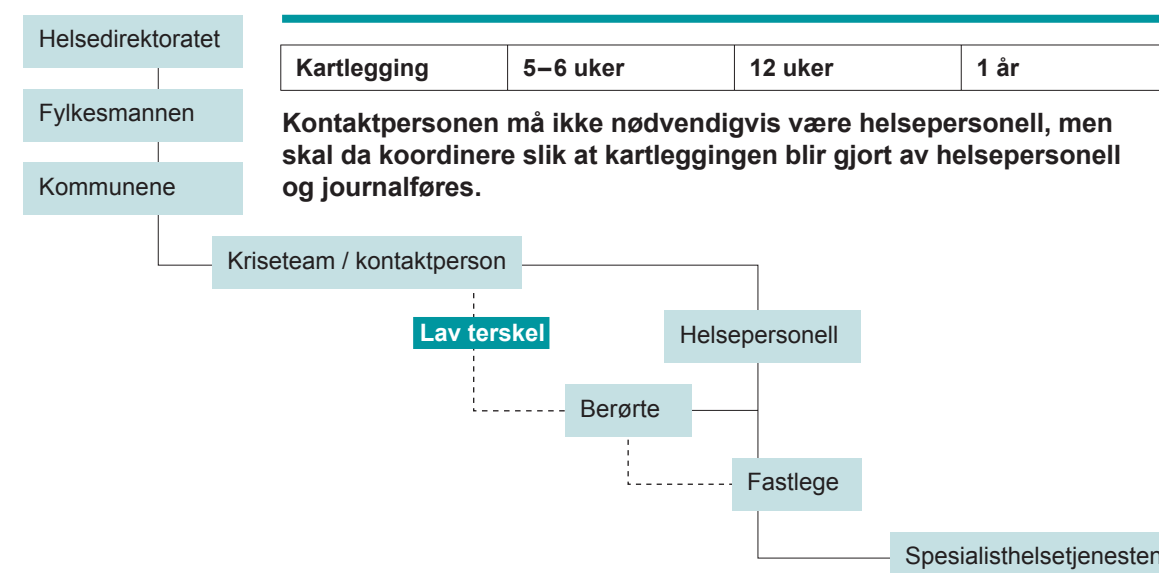 Helsedirektoratet
Kartlegging 5–6 uker 12 uker 1 år
Fylkesmannen
Kontaktpersonen må ikke nødvendigvis være helsepersonell, men
skal da koordinere slik at kartleggingen blir gjort av helsepersonell
og journalføres.
Kommunene
Kriseteam / kontaktperson
Lav terskel
Helsepersonell
Berørte
Fastlege
Spesialisthelsetjenesten